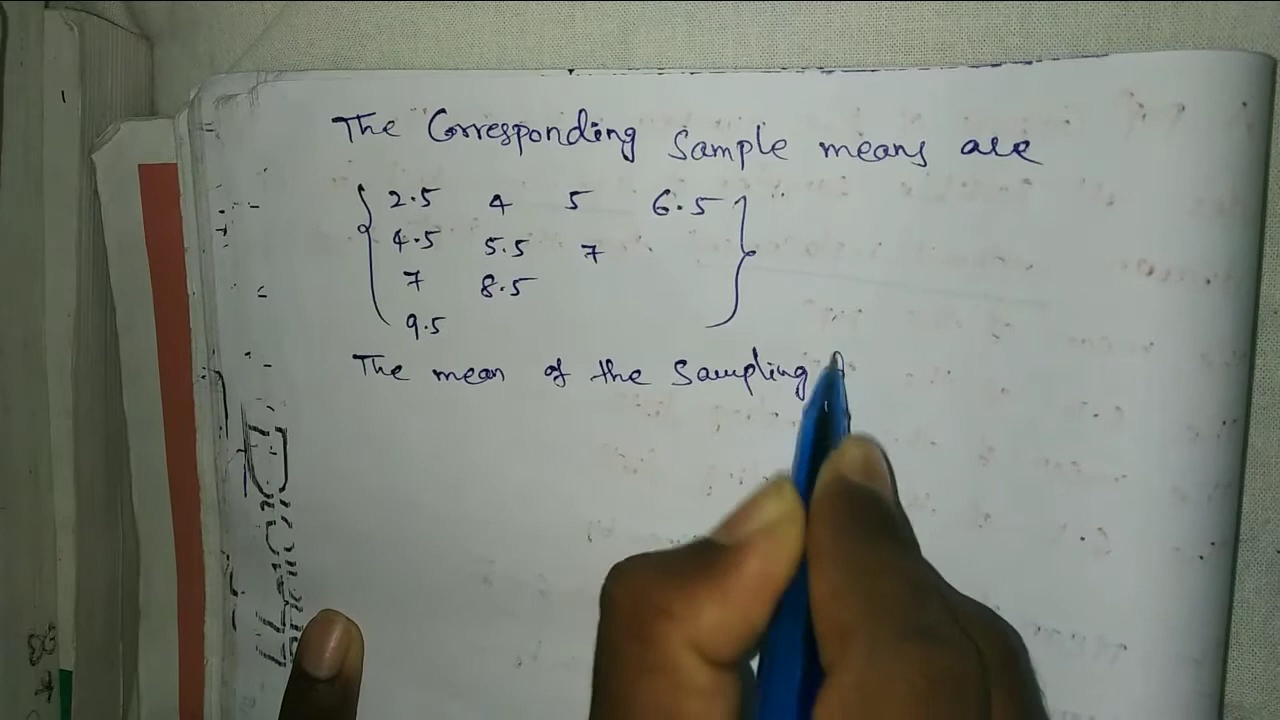 The Corresponding Sample means are
2.5 4 5 6.5
4.5 5.5 7
7 8.5
9.5
The mean of the Sampling